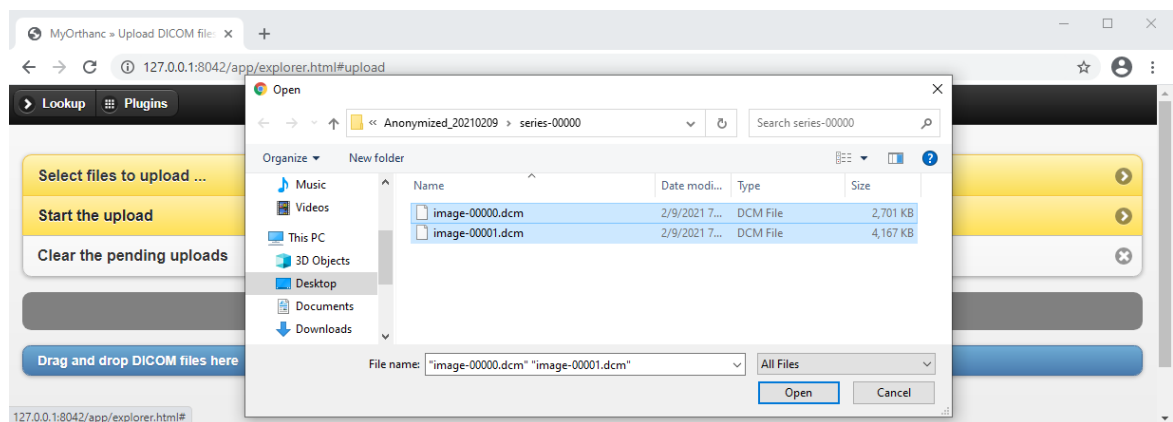 MyOrthanc » Upload DICOM file
127.0.0.1:8042/app/explorer.html#upload
Lookup
Plugins
Select files to upload ...
Start the upload
Clear the pending uploads
Drag and drop DICOM files here
127.0.0.1:8042/app/explorer.html#
Open
« Anonymized_20210209 › series-00000
Search series-00000
Organize
New folder
Music
Videos
This PC
3D Objects
Desktop
Documents
Downloads
Name Date modi... Type Size
image-00000.dcm 2/9/2021 7... DCM File 2,701 KB
image-00001.dcm 2/9/2021 7... DCM File 4,167 KB
File name: "image-00000.dcm" "image-00001.dcm"
All Files
Open
Cancel